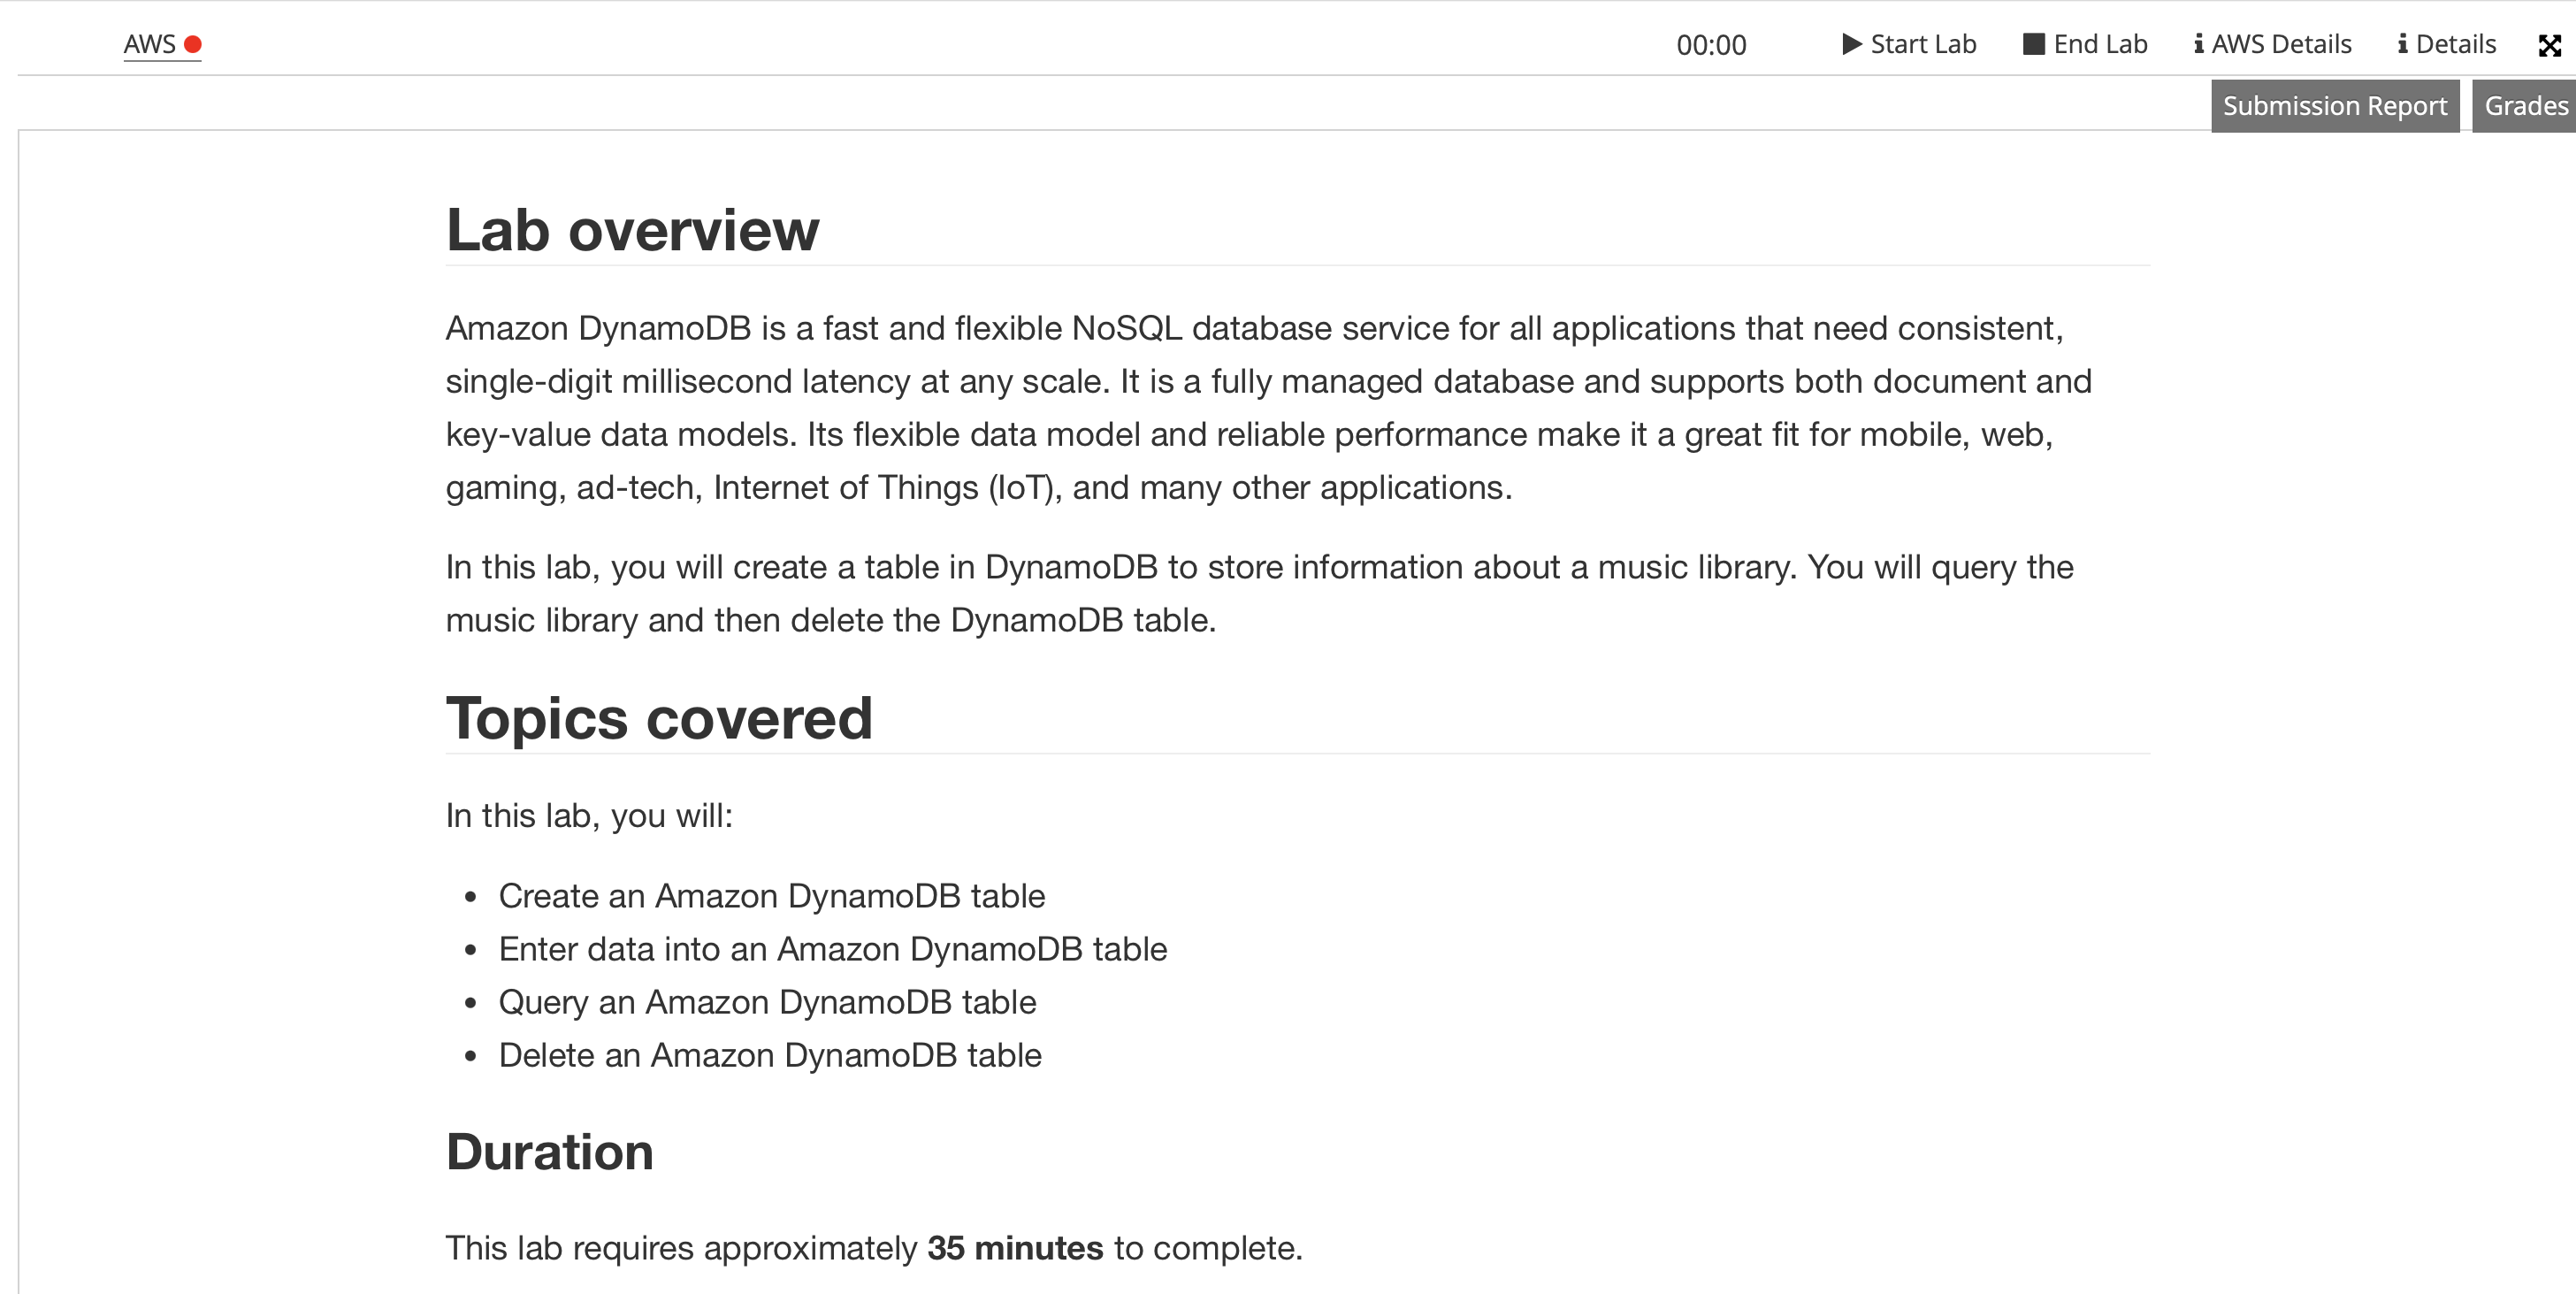 AWS
00:00
Start Lab
End Lab
AWS Details
Details
Submission Report
Grades
Lab overview
Amazon DynamoDB is a fast and flexible NoSQL database service for all applications that need consistent,
single-digit millisecond latency at any scale. It is a fully managed database and supports both document and
key-value data models. Its flexible data model and reliable performance make it a great fit for mobile, web,
gaming, ad-tech, Internet of Things (IoT), and many other applications.
In this lab, you will create a table in DynamoDB to store information about a music library. You will query the
music library and then delete the DynamoDB table.
Topics covered
In this lab, you will:
• Create an Amazon DynamoDB table
• Enter data into an Amazon DynamoDB table
• Query an Amazon DynamoDB table
• Delete an Amazon DynamoDB table
Duration
This lab requires approximately 35 minutes to complete.